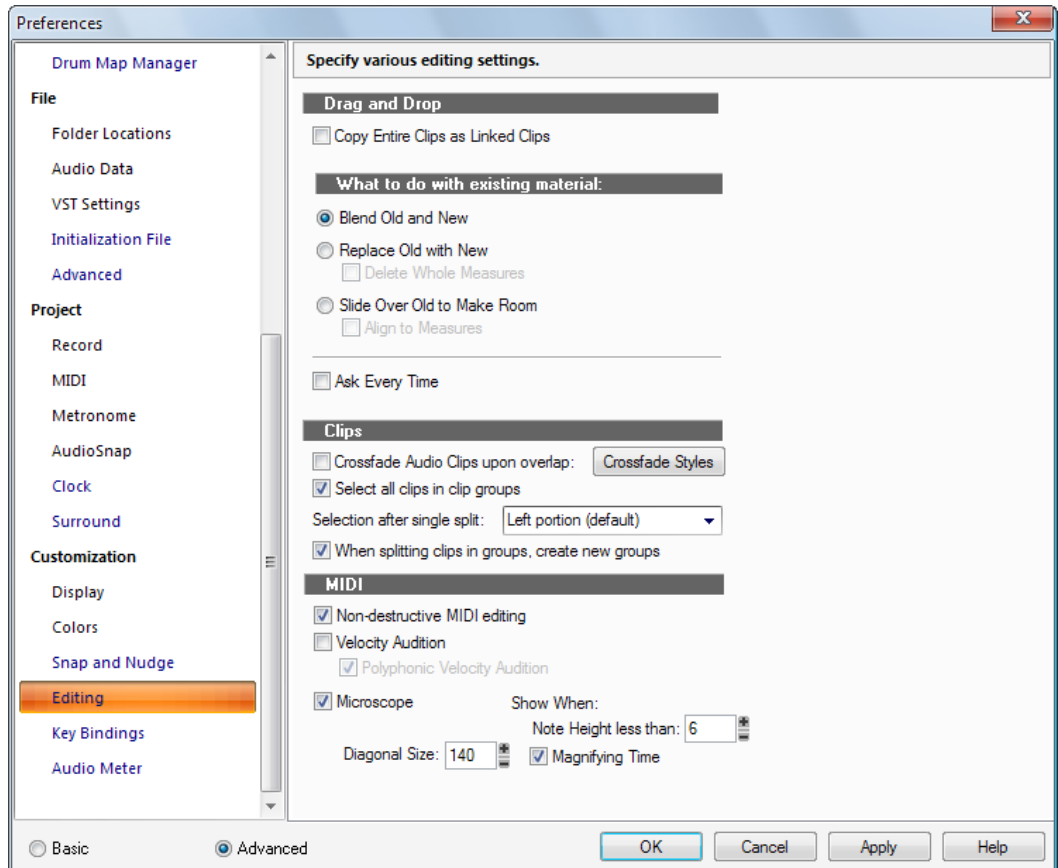 Preferences
Drum Map Manager
File
Folder Locations
Audio Data
VST Settings
Initialization File
Advanced
Project
Record
MIDI
Metronome
AudioSnap
Clock
Surround
Customization
Display
Colors
Snap and Nudge
Editing
Key Bindings
Audio Meter
Specify various editing settings.
Drag and Drop
Copy Entire Clips as Linked Clips
What to do with existing material:
Blend Old and New
Replace Old with New
Delete Whole Measures
Slide Over Old to Make Room
Align to Measures
Ask Every Time
Clips
Crossfade Audio Clips upon overlap: Crossfade Styles
Select all clips in clip groups
Selection after single split: Left portion (default)
When splitting clips in groups, create new groups
MIDI
Non-destructive MIDI editing
Velocity Audition
Polyphonic Velocity Audition
Microscope Show When:
Note Height less than: 6
Diagonal Size: 140 Magnifying Time
Basic Advanced OK Cancel Apply Help